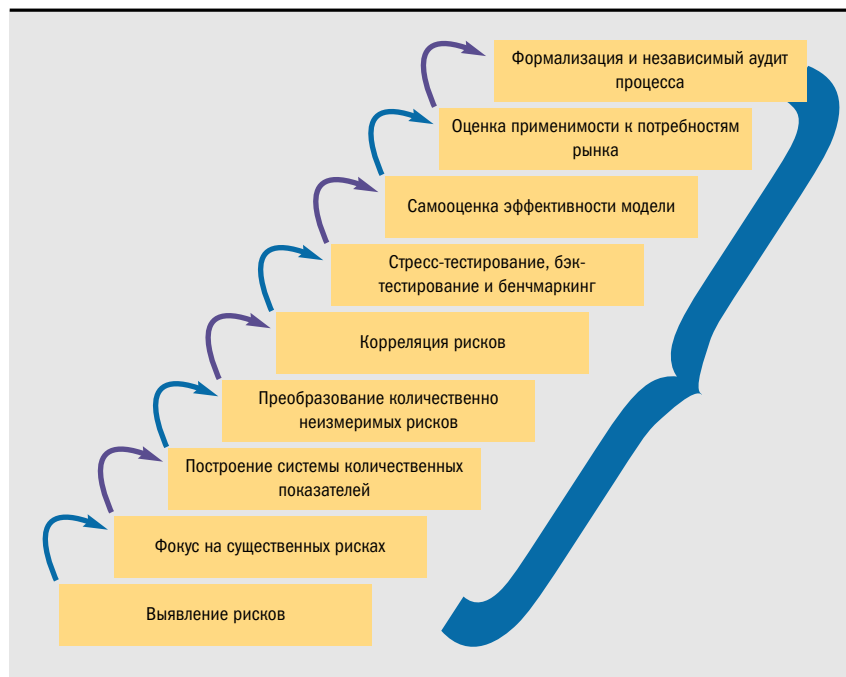 Формализация и независимый аудит
процесса
Оценка применимости к потребностям
рынка
Самооценка эффективности модели
Стресс-тестирование, бэк-
тестирование и бенчмаркинг
Корреляция рисков
Преобразование количественно
неизмеримых рисков
Построение системы количественных
показателей
Фокус на существенных рисках
Выявление рисков